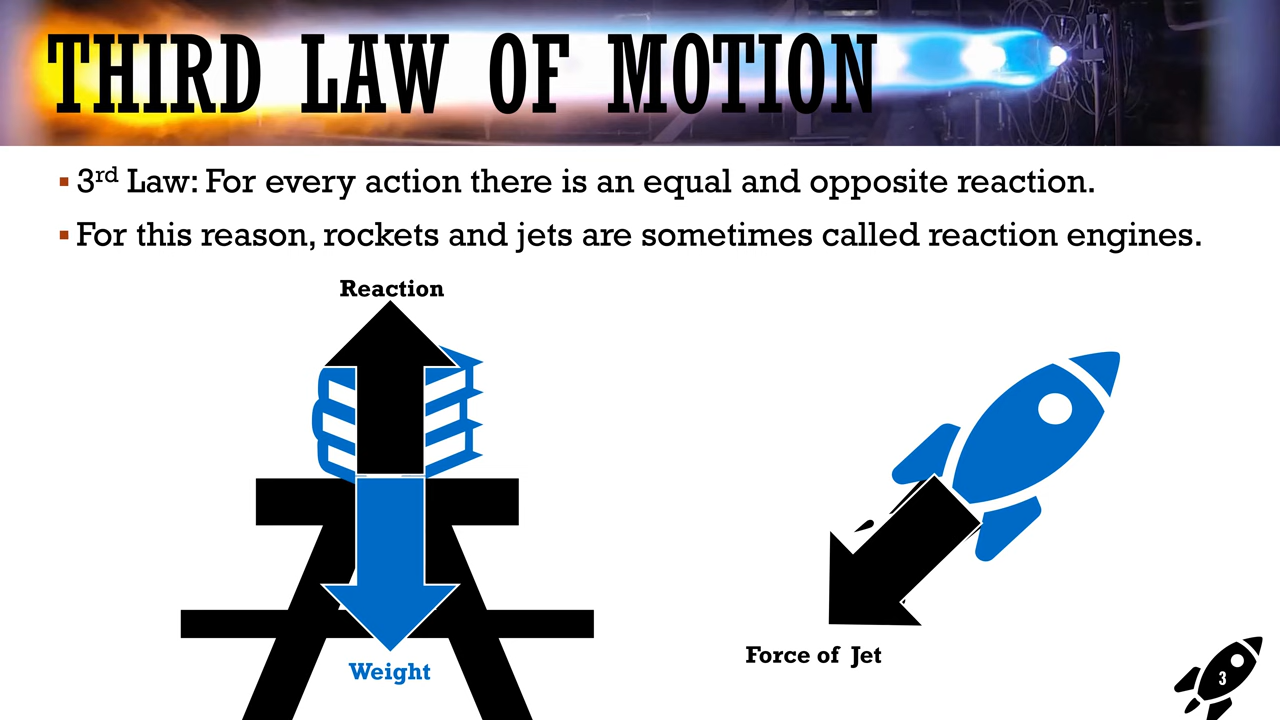 THIRD LAW OF MOTION
▪ 3rd Law: For every action there is an equal and opposite reaction.
▪ For this reason, rockets and jets are sometimes called reaction engines.
Reaction
Weight
Force of Jet
3